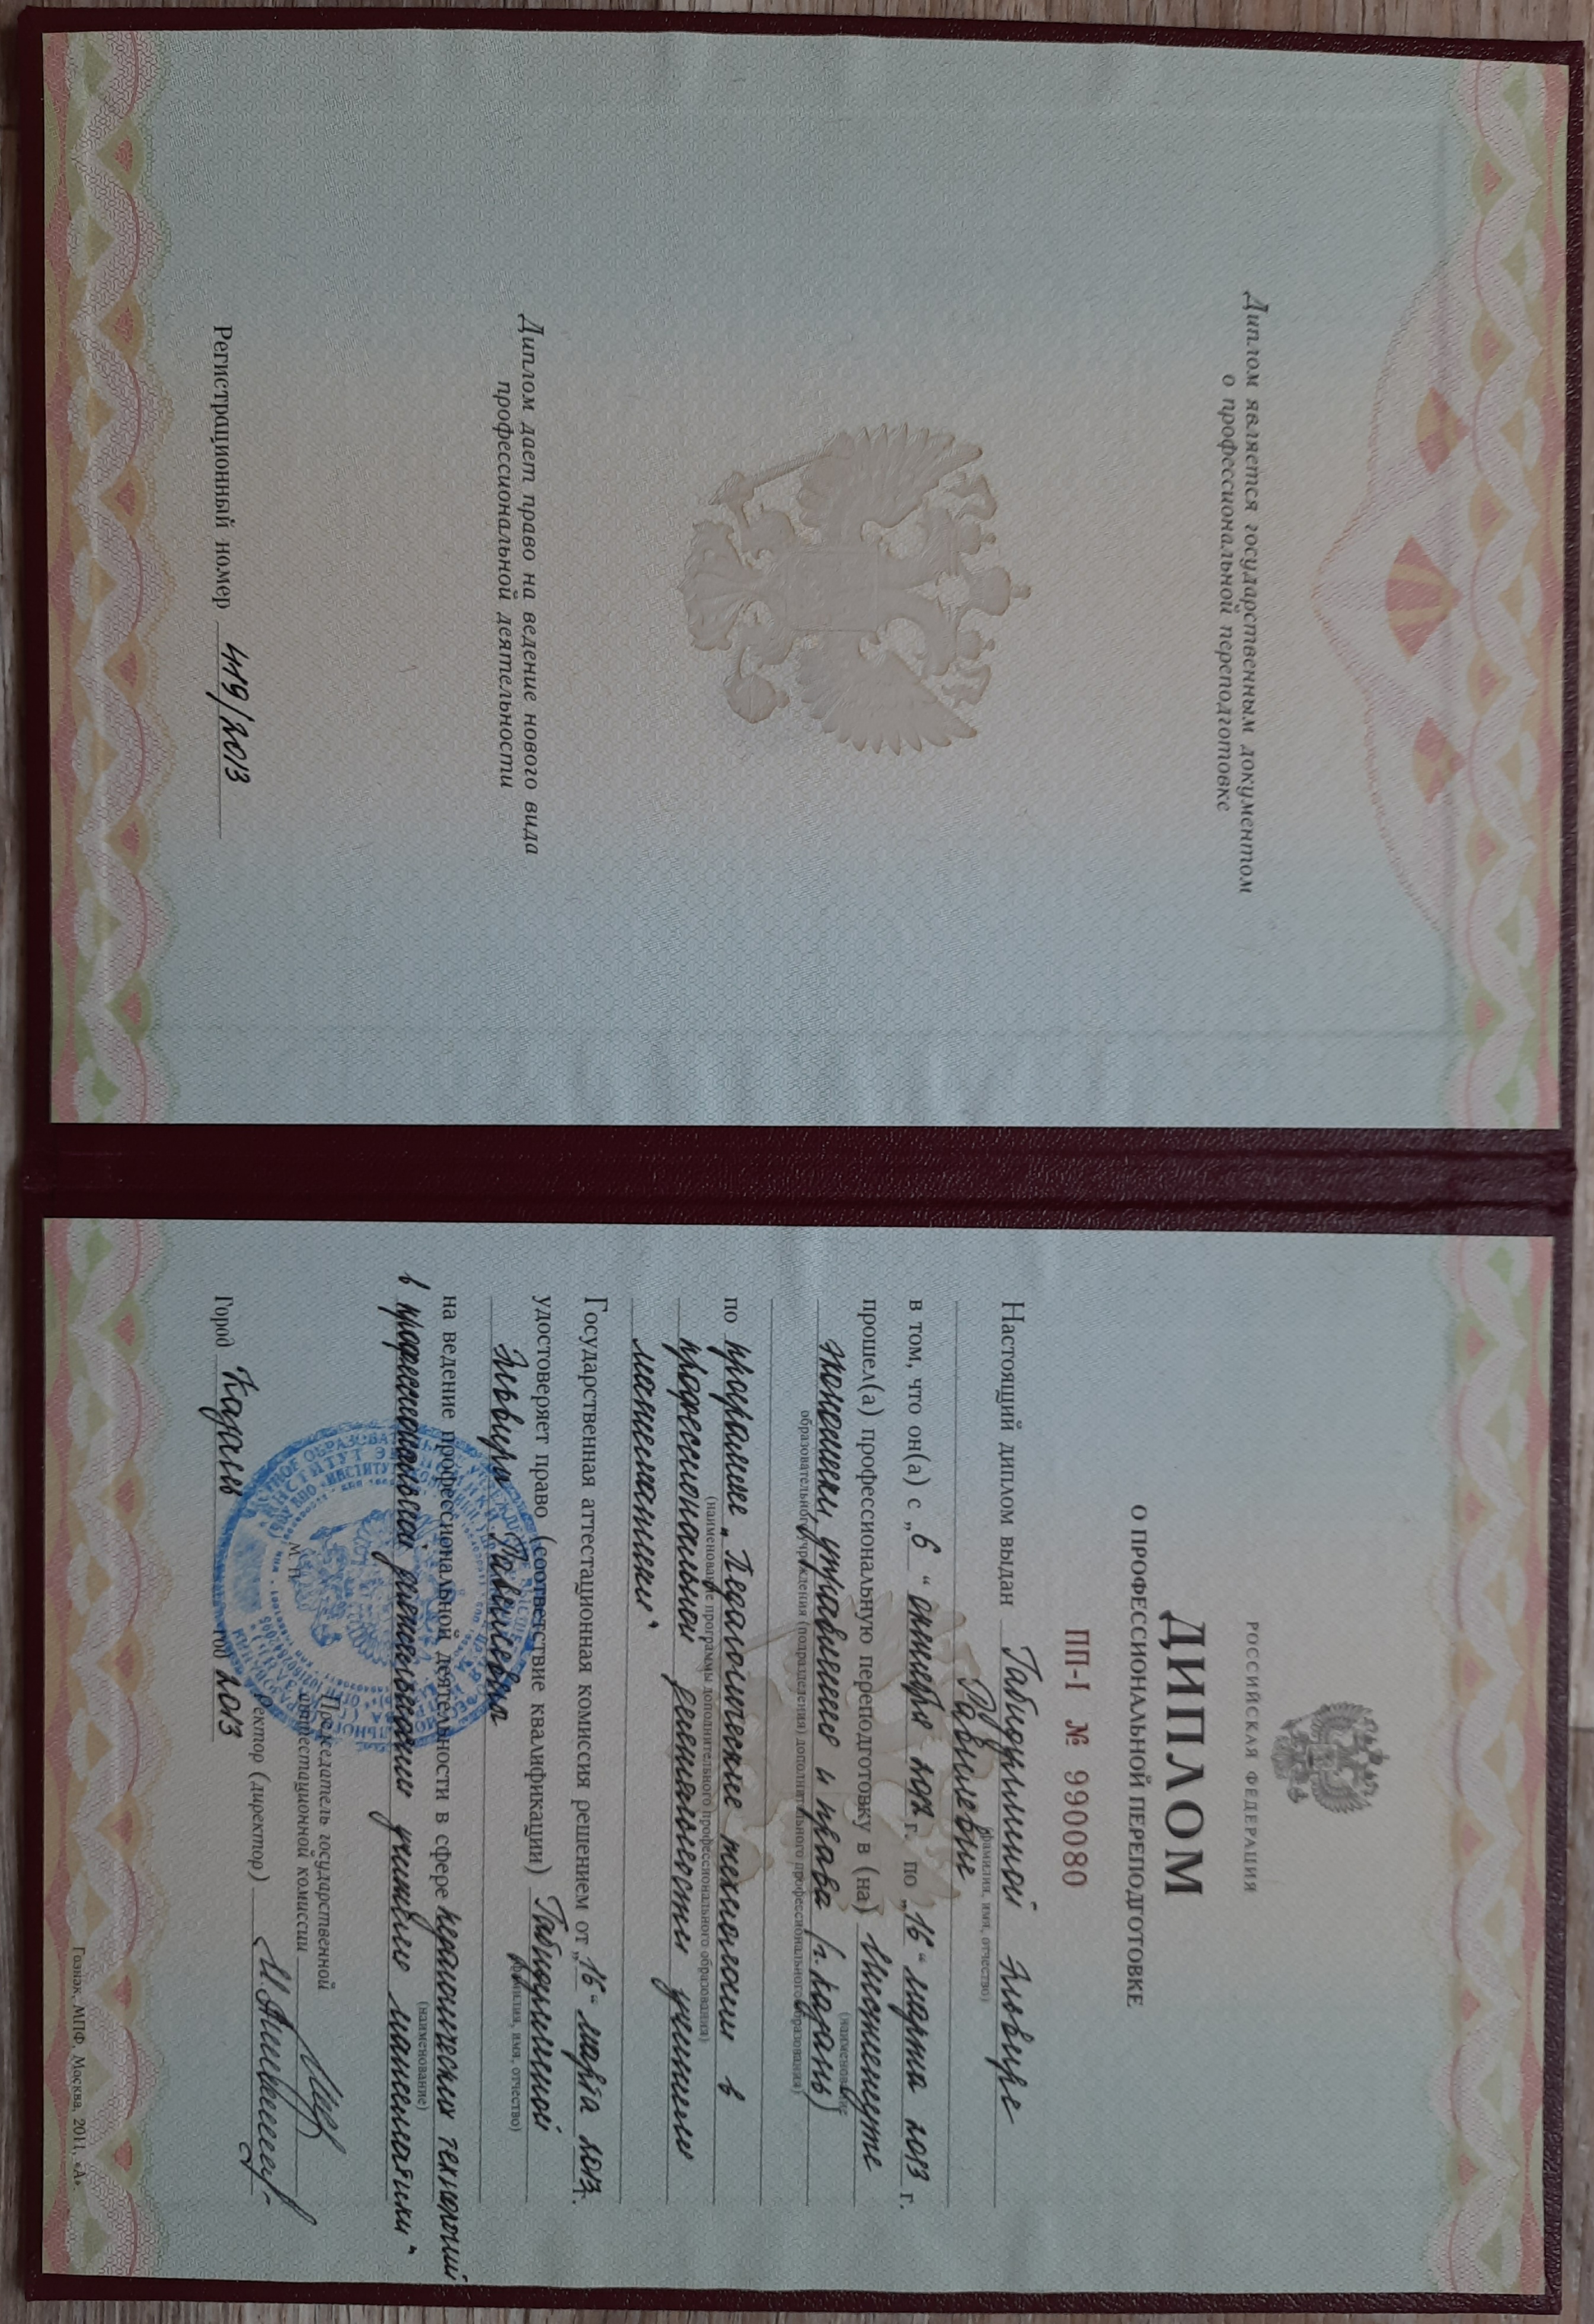 Диплом является государственным документом
о профессиональной переподготовке
Диплом дает право на ведение нового вида
профессиональной деятельности
Регистрационный номер 419/2013
РОССИЙСКАЯ ФЕДЕРАЦИЯ
ДИПЛОМ
О ПРОФЕССИОНАЛЬНОЙ ПЕРЕПОДГОТОВКЕ
ПП-I № 990080
Настоящий диплом выдан Габидуллиной Эльвире
(фамилия, имя, отчество)
Равилевне
в том, что он(а) с „6“ октября 2012 г. по „16“ марта 2013 г.
прошел(а) профессиональную переподготовку в (на) Институте
(наименование
экономики, управления и права (г. Казань)
образовательного учреждения (подразделения) дополнительного профессионального образования)
по программе „Педагогические технологии в
(наименование программы дополнительного профессионального образования)
профессиональной деятельности учителя
математики“
Государственная аттестационная комиссия решением от „16“ марта 2013 г.
удостоверяет право (соответствие квалификации) Габидуллиной
(фамилия, имя, отчество)
Эльвиры Равилевны
на ведение профессиональной деятельности в сфере педагогических технологий
(наименование)
в профессиональной деятельности учителя математики“
Председатель государственной
аттестационной комиссии
М.П.
Ректор (директор)
Город Казань год 2013
Гознак, МПФ, Москва, 2011, «А».